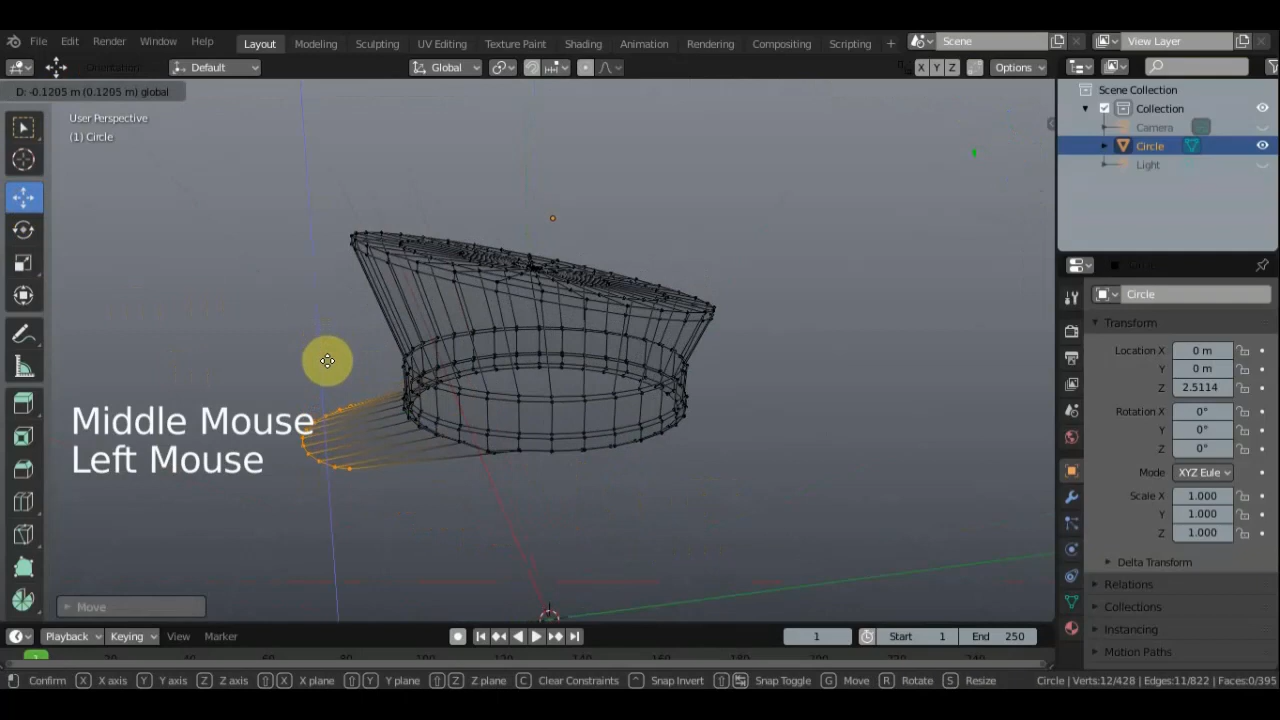 File Edit Render Window Help Layout Modeling Sculpting UV Editing Texture Paint Shading Animation Rendering Compositing Scripting + Scene View Layer
Default Global X Y Z Options
D: -0.1205 m (0.1205 m) global
Scene Collection
User Perspective
(1) Circle
Collection
Camera
Circle
Light
Circle
Transform
Location X 0 m
Y 0 m
Z 2.5114
Rotation X 0°
Y 0°
Z 0°
Mode XYZ Eule
Scale X 1.000
Y 1.000
Z 1.000
Delta Transform
Relations
Collections
Instancing
Motion Paths
Middle Mouse
Left Mouse
Move
Playback Keying View Marker 1 Start 1 End 250
1
Confirm X X axis Y Y axis Z Z axis X X plane Y Y plane Z Z plane C Clear Constraints ^ Snap Invert Snap Toggle G Move R Rotate S Resize Circle | Verts:12/428 | Edges:11/822 | Faces:0/395